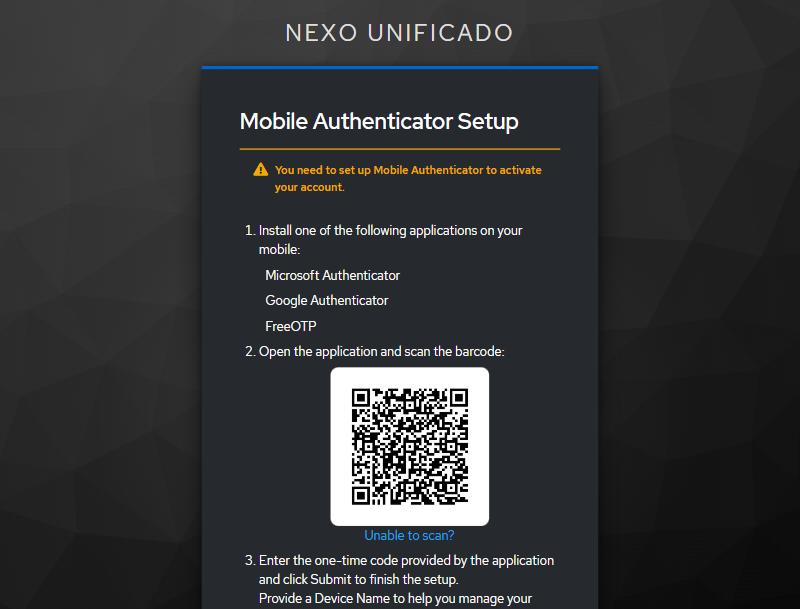 NEXO UNIFICADO
Mobile Authenticator Setup
You need to set up Mobile Authenticator to activate
your account.
1. Install one of the following applications on your
mobile:
Microsoft Authenticator
Google Authenticator
FreeOTP
2. Open the application and scan the barcode:
Unable to scan?
3. Enter the one-time code provided by the application
and click Submit to finish the setup.
Provide a Device Name to help you manage your